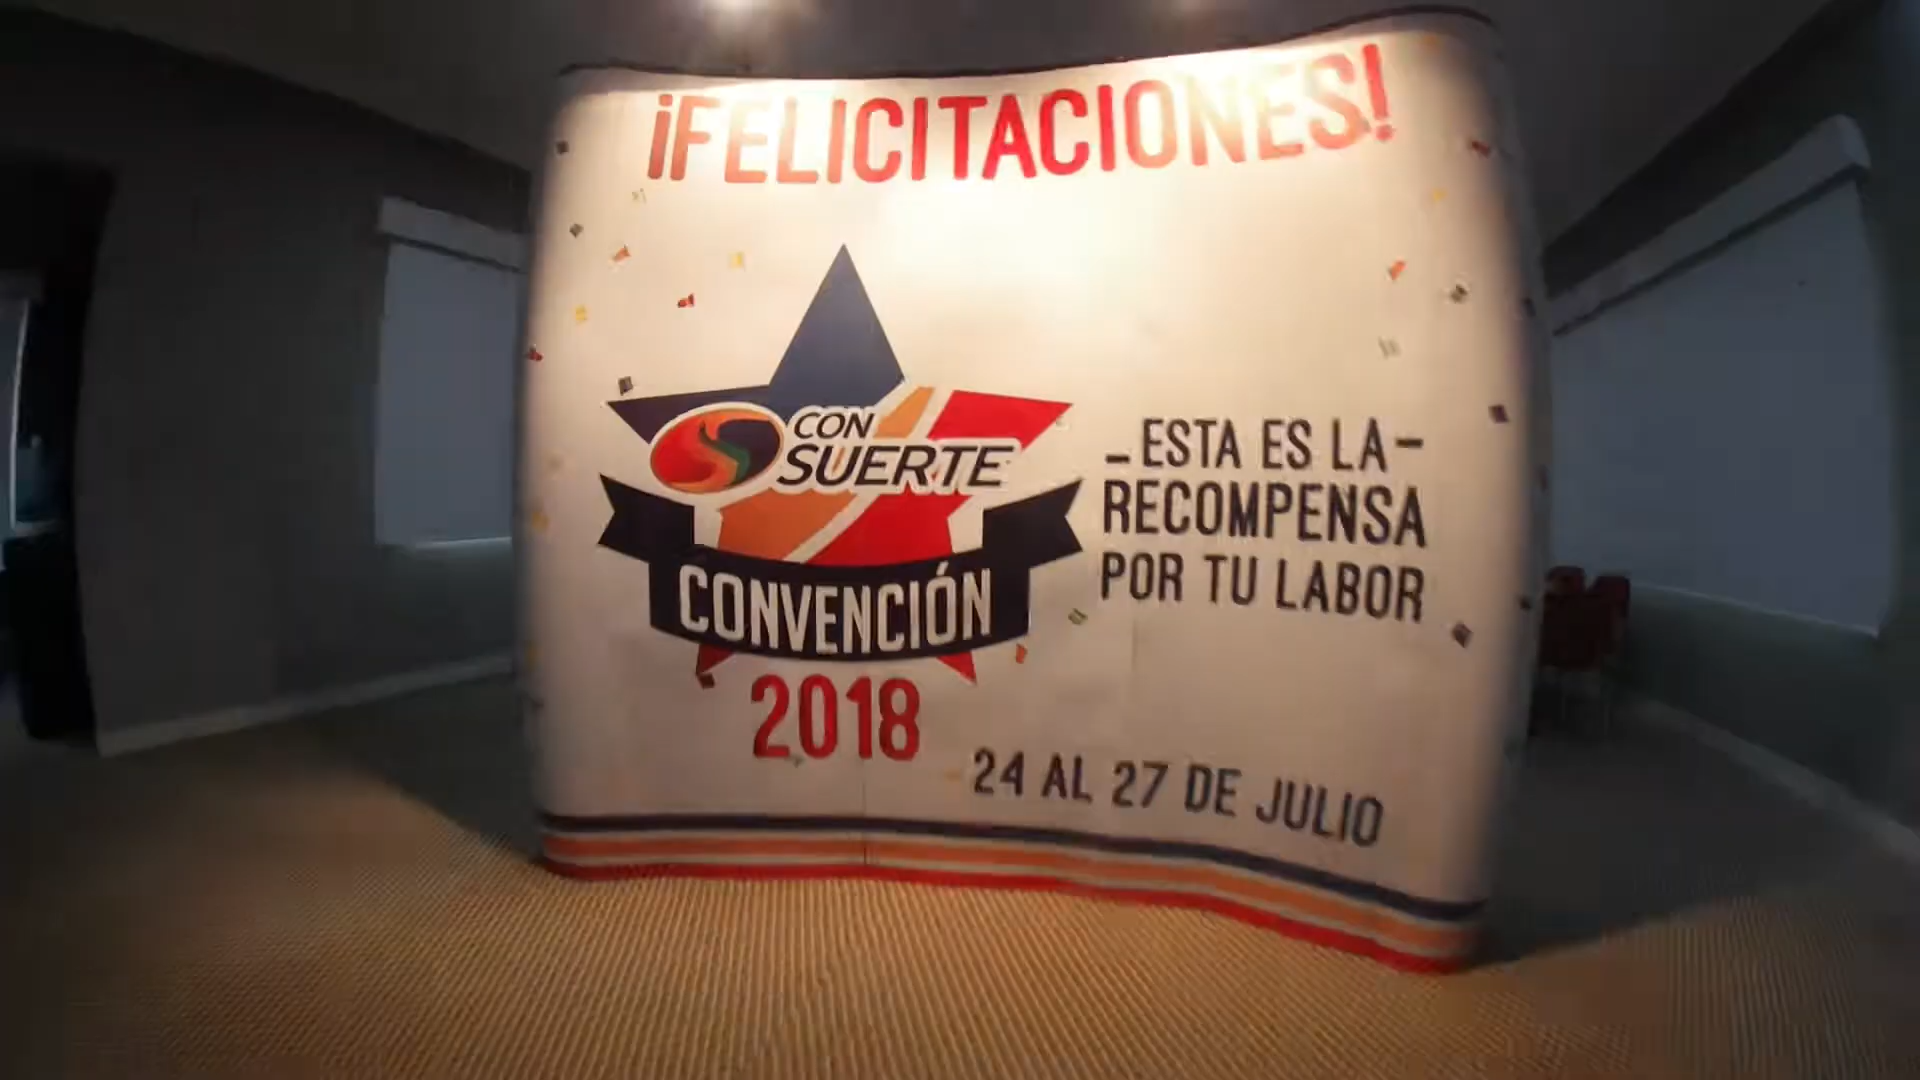 ¡FELICITACIONES!
CON
SUERTE
CONVENCIÓN
2018
– ESTA ES LA –
RECOMPENSA
POR TU LABOR
24 AL 27 DE JULIO